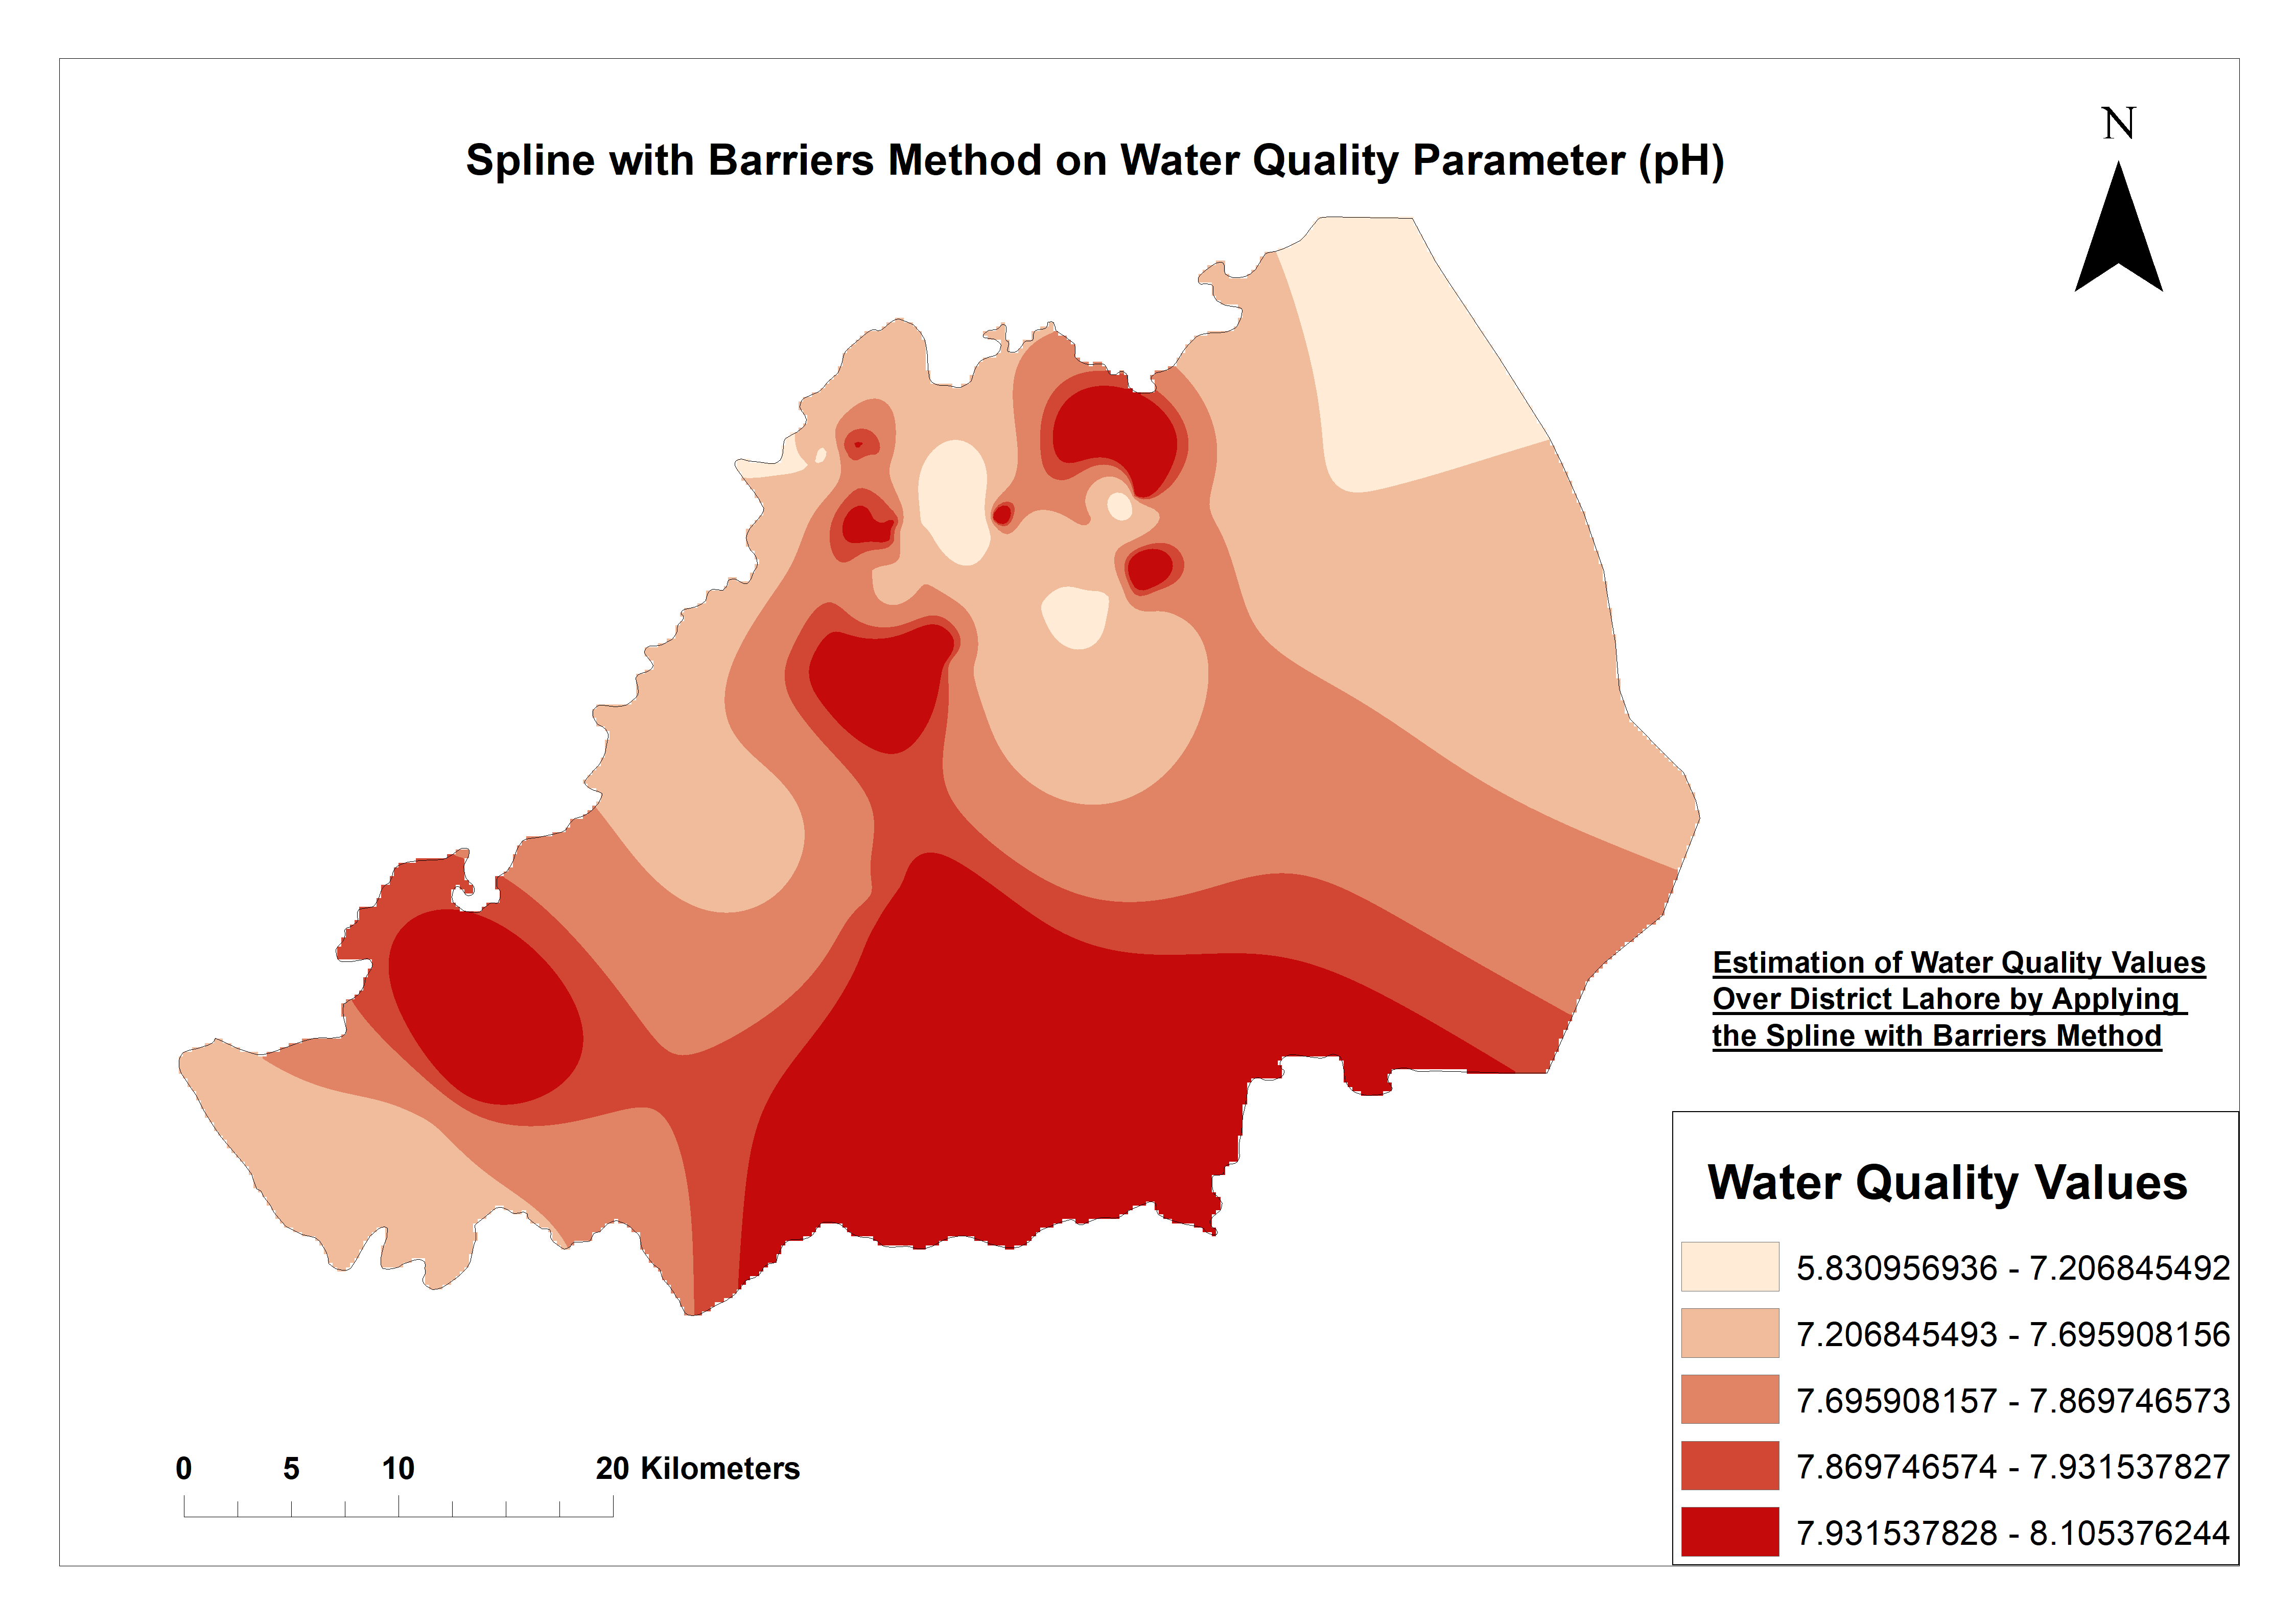 N
Spline with Barriers Method on Water Quality Parameter (pH)
Estimation of Water Quality Values
Over District Lahore by Applying
the Spline with Barriers Method
Water Quality Values
5.830956936 - 7.206845492
7.206845493 - 7.695908156
7.695908157 - 7.869746573
7.869746574 - 7.931537827
7.931537828 - 8.105376244
0 5 10 20 Kilometers